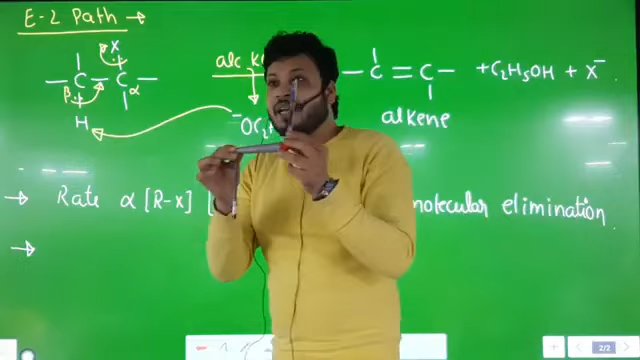 E-2 Path →
X
alc.
— C — C —
— C = C — + C₂H₅OH + X⁻
β
α
H
alkene
→ Rate α [R-X] [
molecular elimination
→
2/2